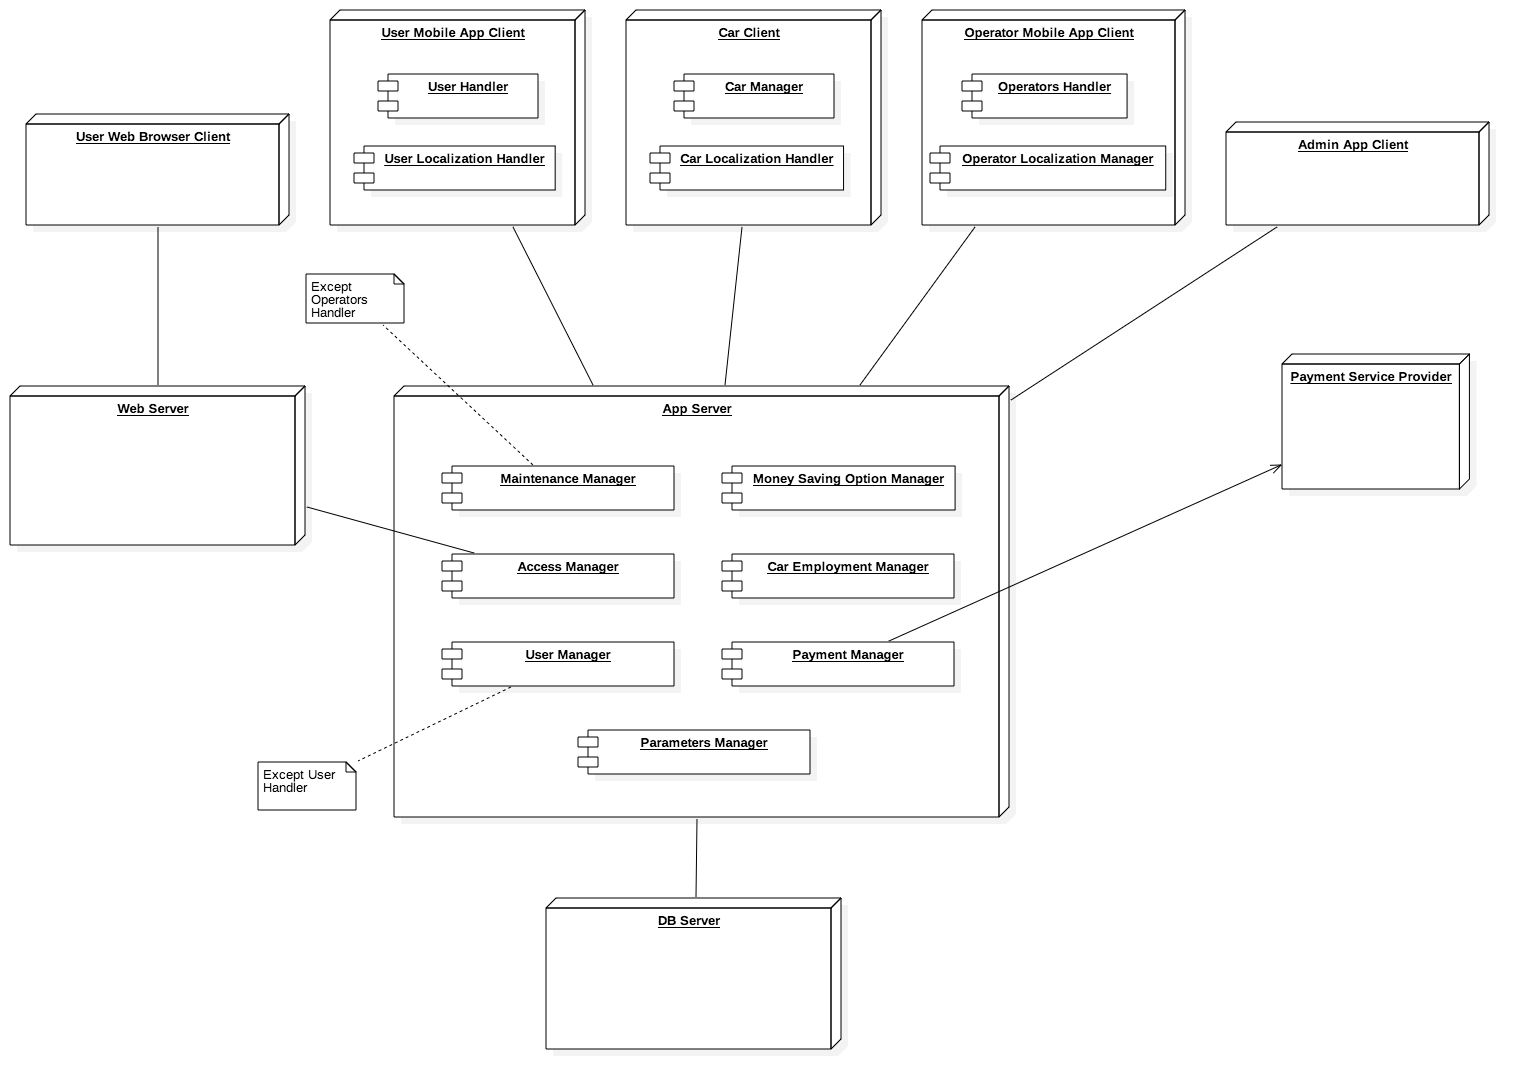 User Mobile App Client
Car Client
Operator Mobile App Client
User Handler
Car Manager
Operators Handler
User Web Browser Client
Admin App Client
User Localization Handler
Car Localization Handler
Operator Localization Manager
Except
Operators
Handler
Payment Service Provider
Web Server
App Server
Maintenance Manager
Money Saving Option Manager
Access Manager
Car Employment Manager
User Manager
Payment Manager
Parameters Manager
Except User
Handler
DB Server